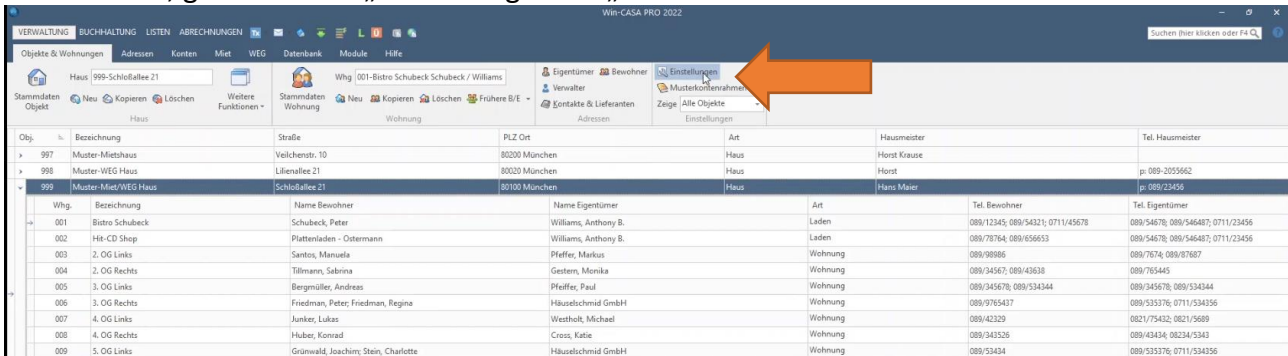 Win-CASA PRO 2022
VERWALTUNG BUCHHALTUNG LISTEN ABRECHNUNGEN
Suchen (hier klicken oder F4
Objekte & Wohnungen Adressen Konten Miet WEG Datenbank Module Hilfe
Haus 999-Schloßallee 21 Whg 001-Bistro Schubeck Schubeck / Williams Eigentümer Bewohner Einstellungen
Stammdaten Objekt Neu Kopieren Löschen Weitere Funktionen Stammdaten Wohnung Neu Kopieren Löschen Frühere B/E Verwalter Musterkontenrahmen
Kontakte & Lieferanten Zeige Alle Objekte
Haus Wohnung Adressen Einstellungen
Obj. Bezeichnung Straße PLZ Ort Art Hausmeister Tel. Hausmeister
997 Muster-Mietshaus Veilchenstr. 10 80200 München Haus Horst Krause
998 Muster-WEG Haus Lilienallee 21 80020 München Haus Horst p: 089-2055662
999 Muster-Miet/WEG Haus Schloßallee 21 80100 München Haus Hans Maier p: 089/23456
Whg. Bezeichnung Name Bewohner Name Eigentümer Art Tel. Bewohner Tel. Eigentümer
001 Bistro Schubeck Schubeck, Peter Williams, Anthony B. Laden 089/12345; 089/54321; 0711/45678 089/54678; 089/546487; 0711/23456
002 Hit-CD Shop Plattenladen - Ostermann Williams, Anthony B. Laden 089/78764; 089/656653 089/54678; 089/546487; 0711/23456
003 2. OG Links Santos, Manuela Pfeffer, Markus Wohnung 089/98986 089/7674; 089/87687
004 2. OG Rechts Tillmann, Sabrina Gestern, Monika Wohnung 089/34567; 089/43638 089/765445
005 3. OG Links Bergmüller, Andreas Pfeiffer, Paul Wohnung 089/345678; 089/534344 089/345678; 089/534344
006 3. OG Rechts Friedman, Peter; Friedman, Regina Häuselschmid GmbH Wohnung 089/9765437 089/535376; 0711/534356
007 4. OG Links Junker, Lukas Westholt, Michael Wohnung 089/42329 0821/75432; 0821/5689
008 4. OG Rechts Huber, Konrad Cross, Katie Wohnung 089/343526 089/43434; 08234/5343
009 5. OG Links Grünwald, Joachim; Stein, Charlotte Häuselschmid GmbH Wohnung 089/53434 089/535376; 0711/534356